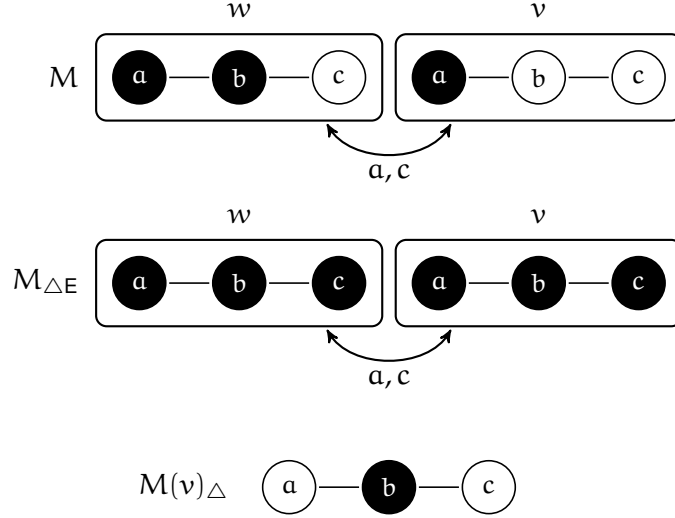 w v
M a b c a b c
a, c
w v
M△E a b c a b c
a, c
M(v)△ a b c